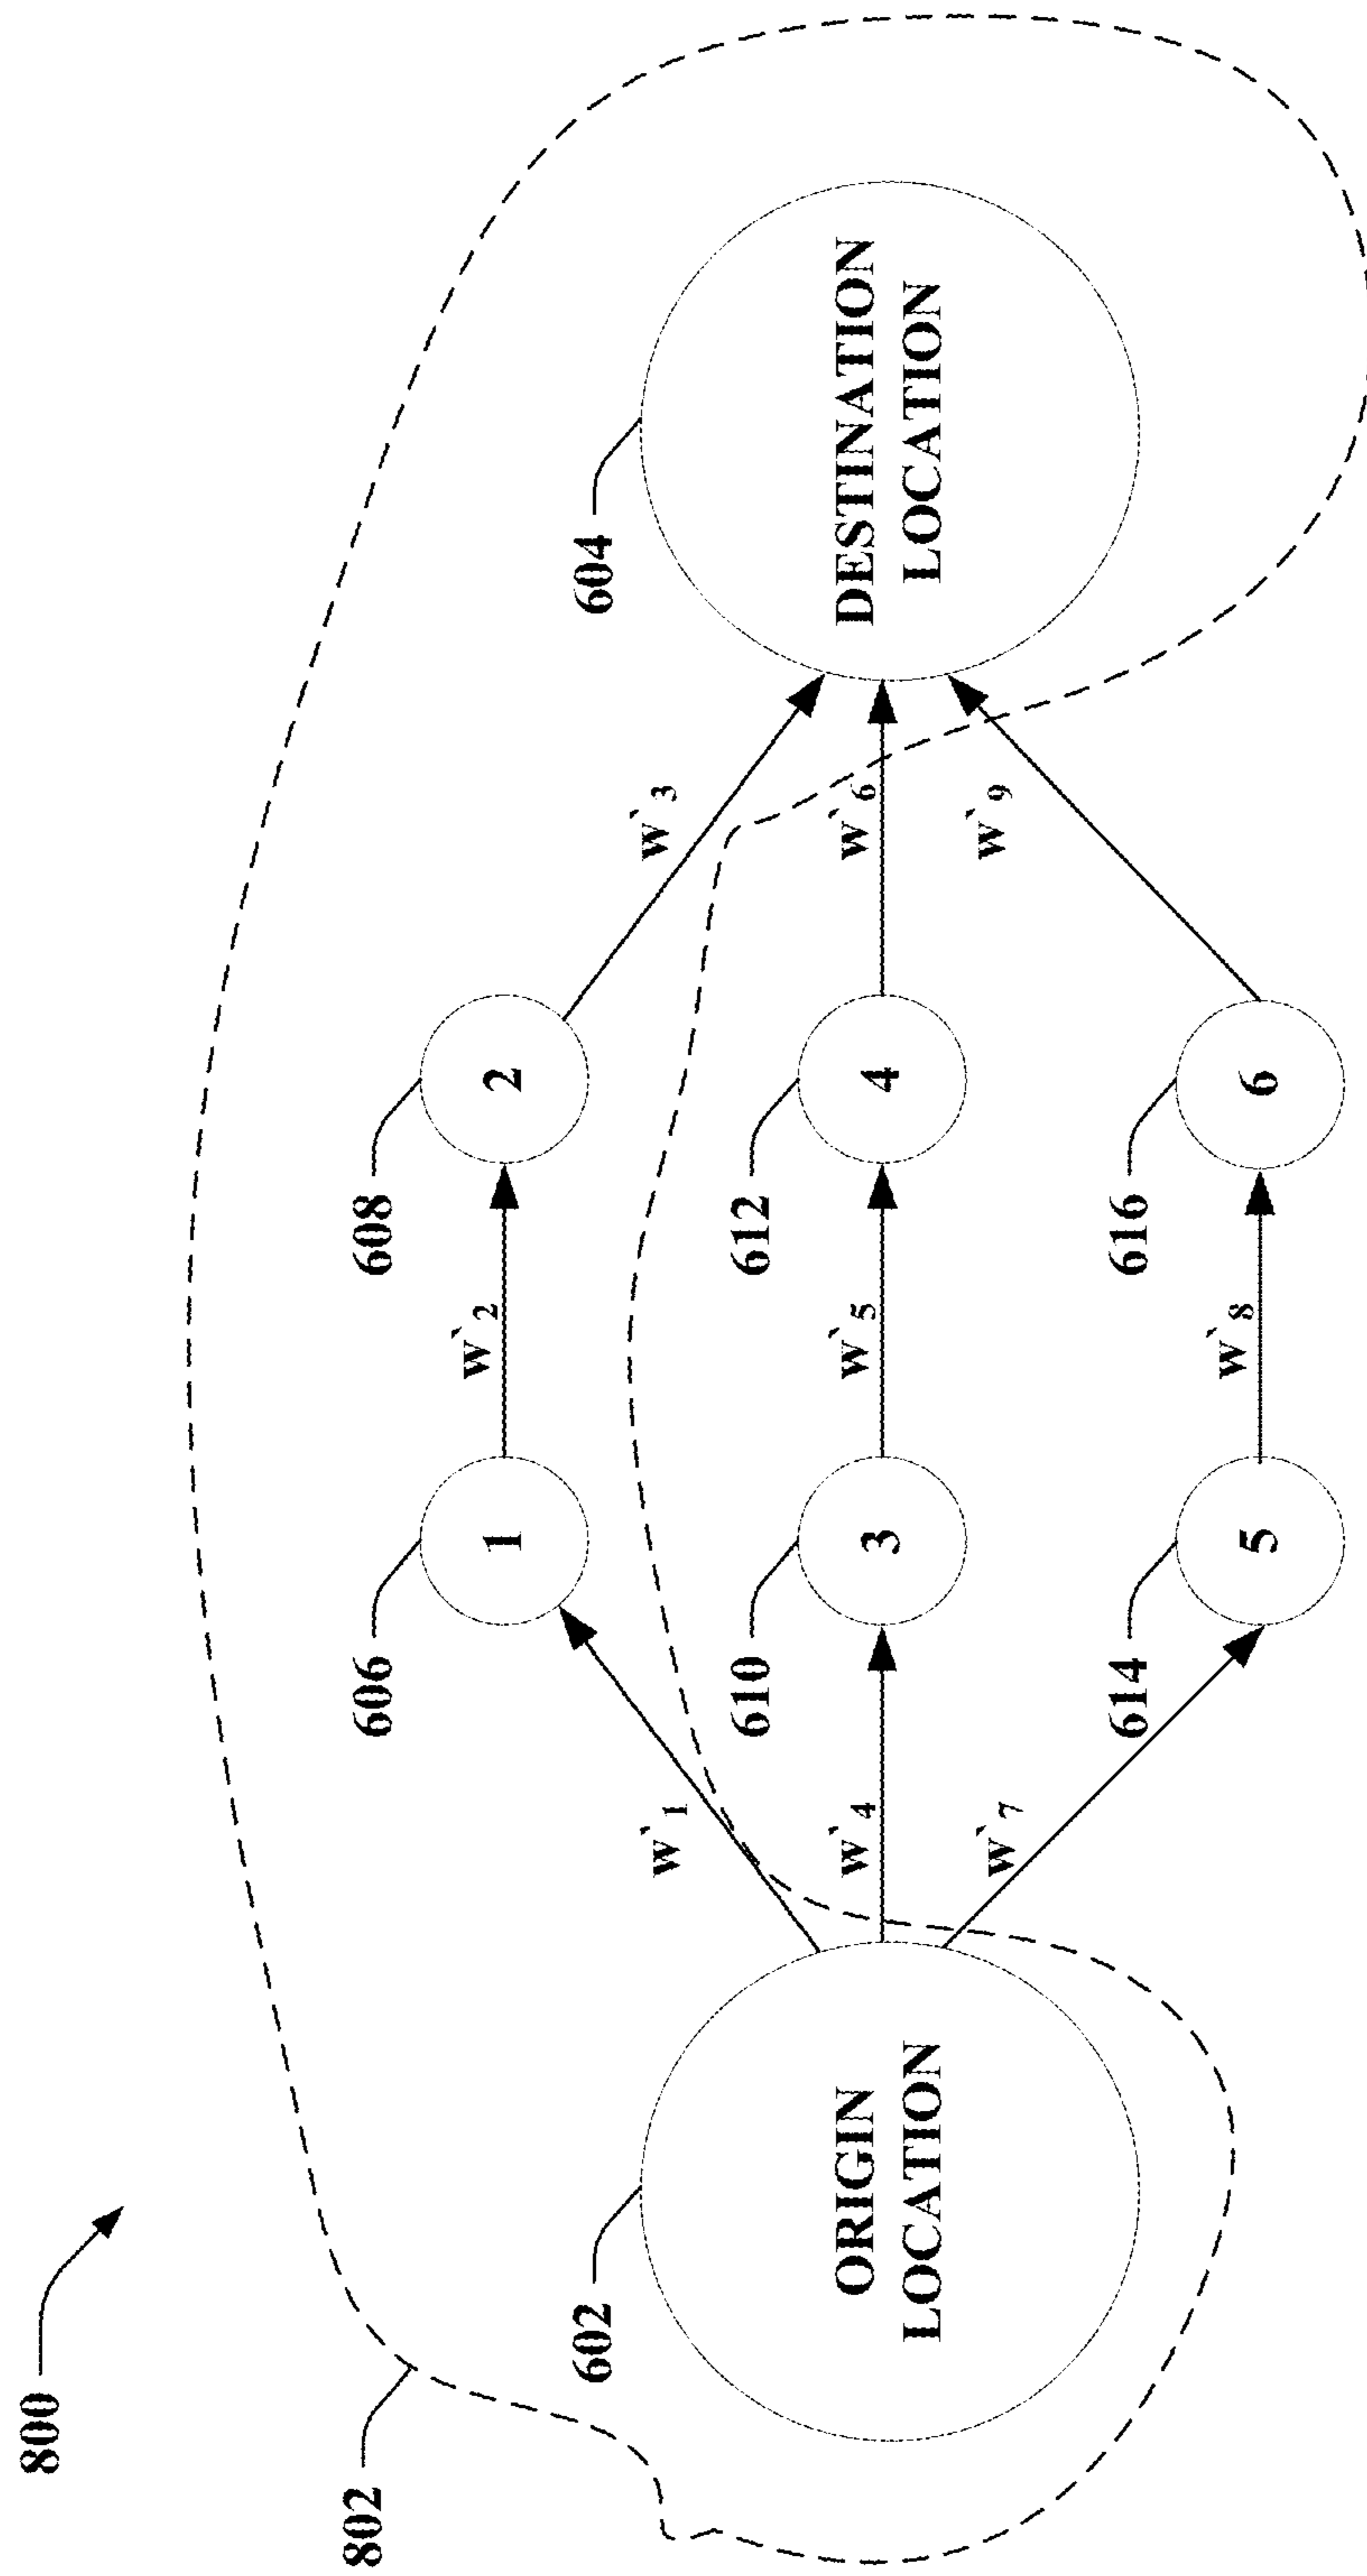 800
802
606
w`2
608
1
2
602
w`1
w`3
604
610
w`5
612
ORIGIN
LOCATION
w`4
3
4
w`6
DESTINATION
LOCATION
w`7
614
w`8
616
w`9
5
6